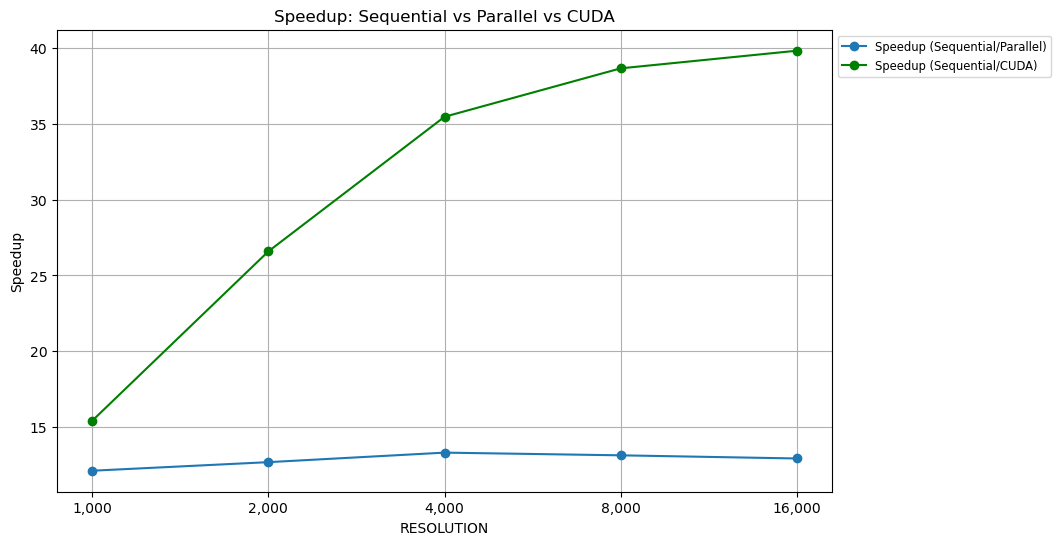 Speedup: Sequential vs Parallel vs CUDA
Speedup (Sequential/Parallel)
Speedup (Sequential/CUDA)
Speedup
40
35
30
25
20
15
1,000 2,000 4,000 8,000 16,000
RESOLUTION